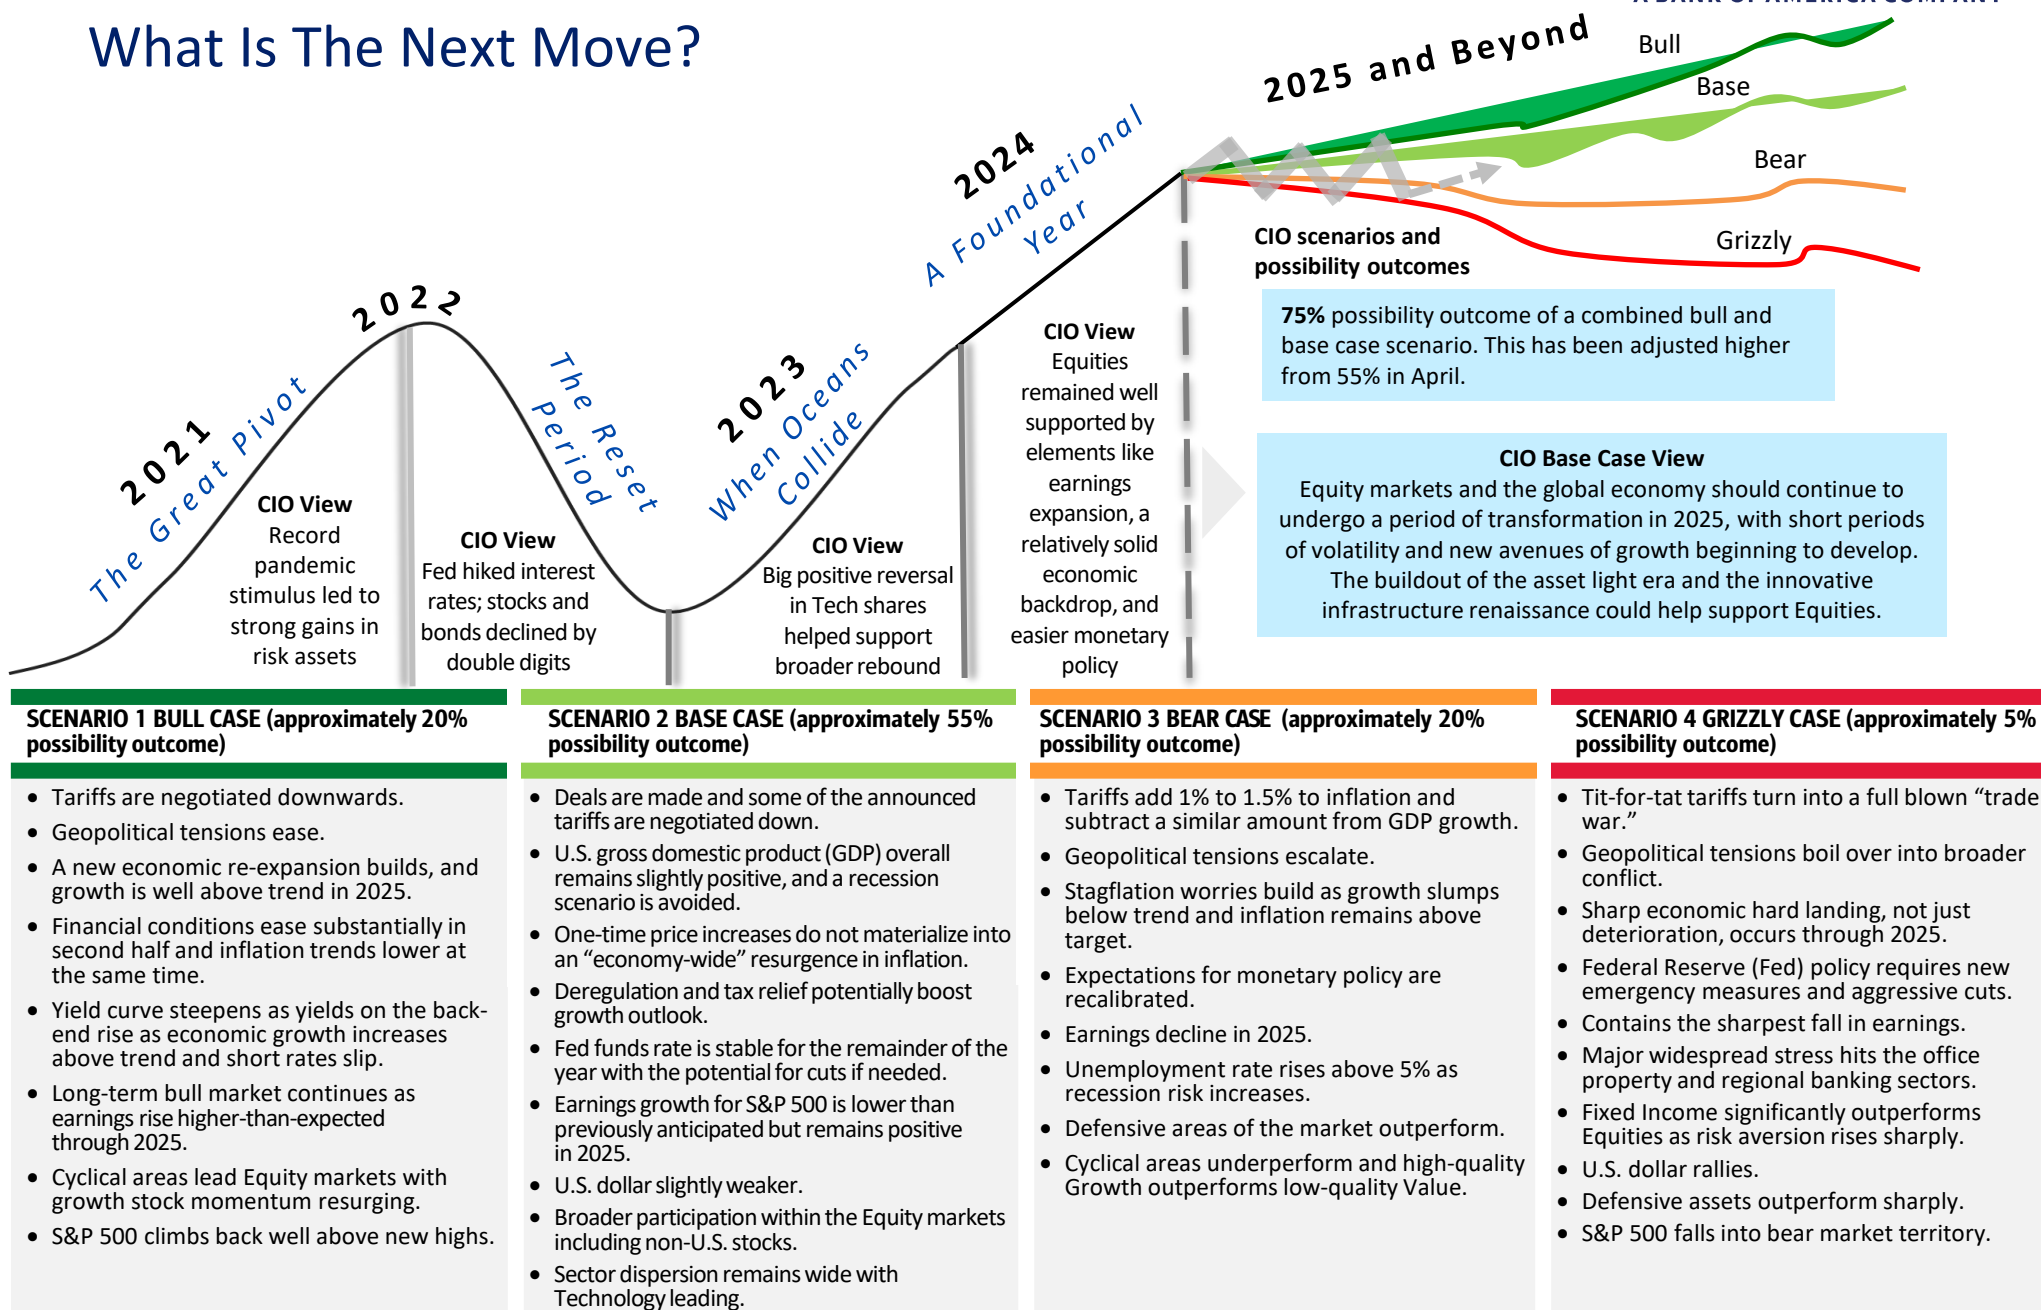 A BANK OF AMERICA COMPANY
What Is The Next Move?
2021
The Great Pivot
CIO View
Record
pandemic
stimulus led to
strong gains in
risk assets
2022
The Reset
Period
CIO View
Fed hiked interest
rates; stocks and
bonds declined by
double digits
2023
When Oceans
Collide
CIO View
Big positive reversal
in Tech shares
helped support
broader rebound
2024
A Foundational
Year
CIO View
Equities
remained well
supported by
elements like
earnings
expansion, a
relatively solid
economic
backdrop, and
easier monetary
policy
2025 and Beyond
Bull
Base
Bear
Grizzly
CIO scenarios and
possibility outcomes
75% possibility outcome of a combined bull and
base case scenario. This has been adjusted higher
from 55% in April.
CIO Base Case View
Equity markets and the global economy should continue to
undergo a period of transformation in 2025, with short periods
of volatility and new avenues of growth beginning to develop.
The buildout of the asset light era and the innovative
infrastructure renaissance could help support Equities.
SCENARIO 1 BULL CASE (approximately 20%
possibility outcome)
• Tariffs are negotiated downwards.
• Geopolitical tensions ease.
• A new economic re-expansion builds, and
growth is well above trend in 2025.
• Financial conditions ease substantially in
second half and inflation trends lower at
the same time.
• Yield curve steepens as yields on the back-
end rise as economic growth increases
above trend and short rates slip.
• Long-term bull market continues as
earnings rise higher-than-expected
through 2025.
• Cyclical areas lead Equity markets with
growth stock momentum resurging.
• S&P 500 climbs back well above new highs.
SCENARIO 2 BASE CASE (approximately 55%
possibility outcome)
• Deals are made and some of the announced
tariffs are negotiated down.
• U.S. gross domestic product (GDP) overall
remains slightly positive, and a recession
scenario is avoided.
• One-time price increases do not materialize into
an “economy-wide” resurgence in inflation.
• Deregulation and tax relief potentially boost
growth outlook.
• Fed funds rate is stable for the remainder of the
year with the potential for cuts if needed.
• Earnings growth for S&P 500 is lower than
previously anticipated but remains positive
in 2025.
• U.S. dollar slightly weaker.
• Broader participation within the Equity markets
including non-U.S. stocks.
• Sector dispersion remains wide with
Technology leading.
SCENARIO 3 BEAR CASE (approximately 20%
possibility outcome)
• Tariffs add 1% to 1.5% to inflation and
subtract a similar amount from GDP growth.
• Geopolitical tensions escalate.
• Stagflation worries build as growth slumps
below trend and inflation remains above
target.
• Expectations for monetary policy are
recalibrated.
• Earnings decline in 2025.
• Unemployment rate rises above 5% as
recession risk increases.
• Defensive areas of the market outperform.
• Cyclical areas underperform and high-quality
Growth outperforms low-quality Value.
SCENARIO 4 GRIZZLY CASE (approximately 5%
possibility outcome)
• Tit-for-tat tariffs turn into a full blown “trade
war.”
• Geopolitical tensions boil over into broader
conflict.
• Sharp economic hard landing, not just
deterioration, occurs through 2025.
• Federal Reserve (Fed) policy requires new
emergency measures and aggressive cuts.
• Contains the sharpest fall in earnings.
• Major widespread stress hits the office
property and regional banking sectors.
• Fixed Income significantly outperforms
Equities as risk aversion rises sharply.
• U.S. dollar rallies.
• Defensive assets outperform sharply.
• S&P 500 falls into bear market territory.